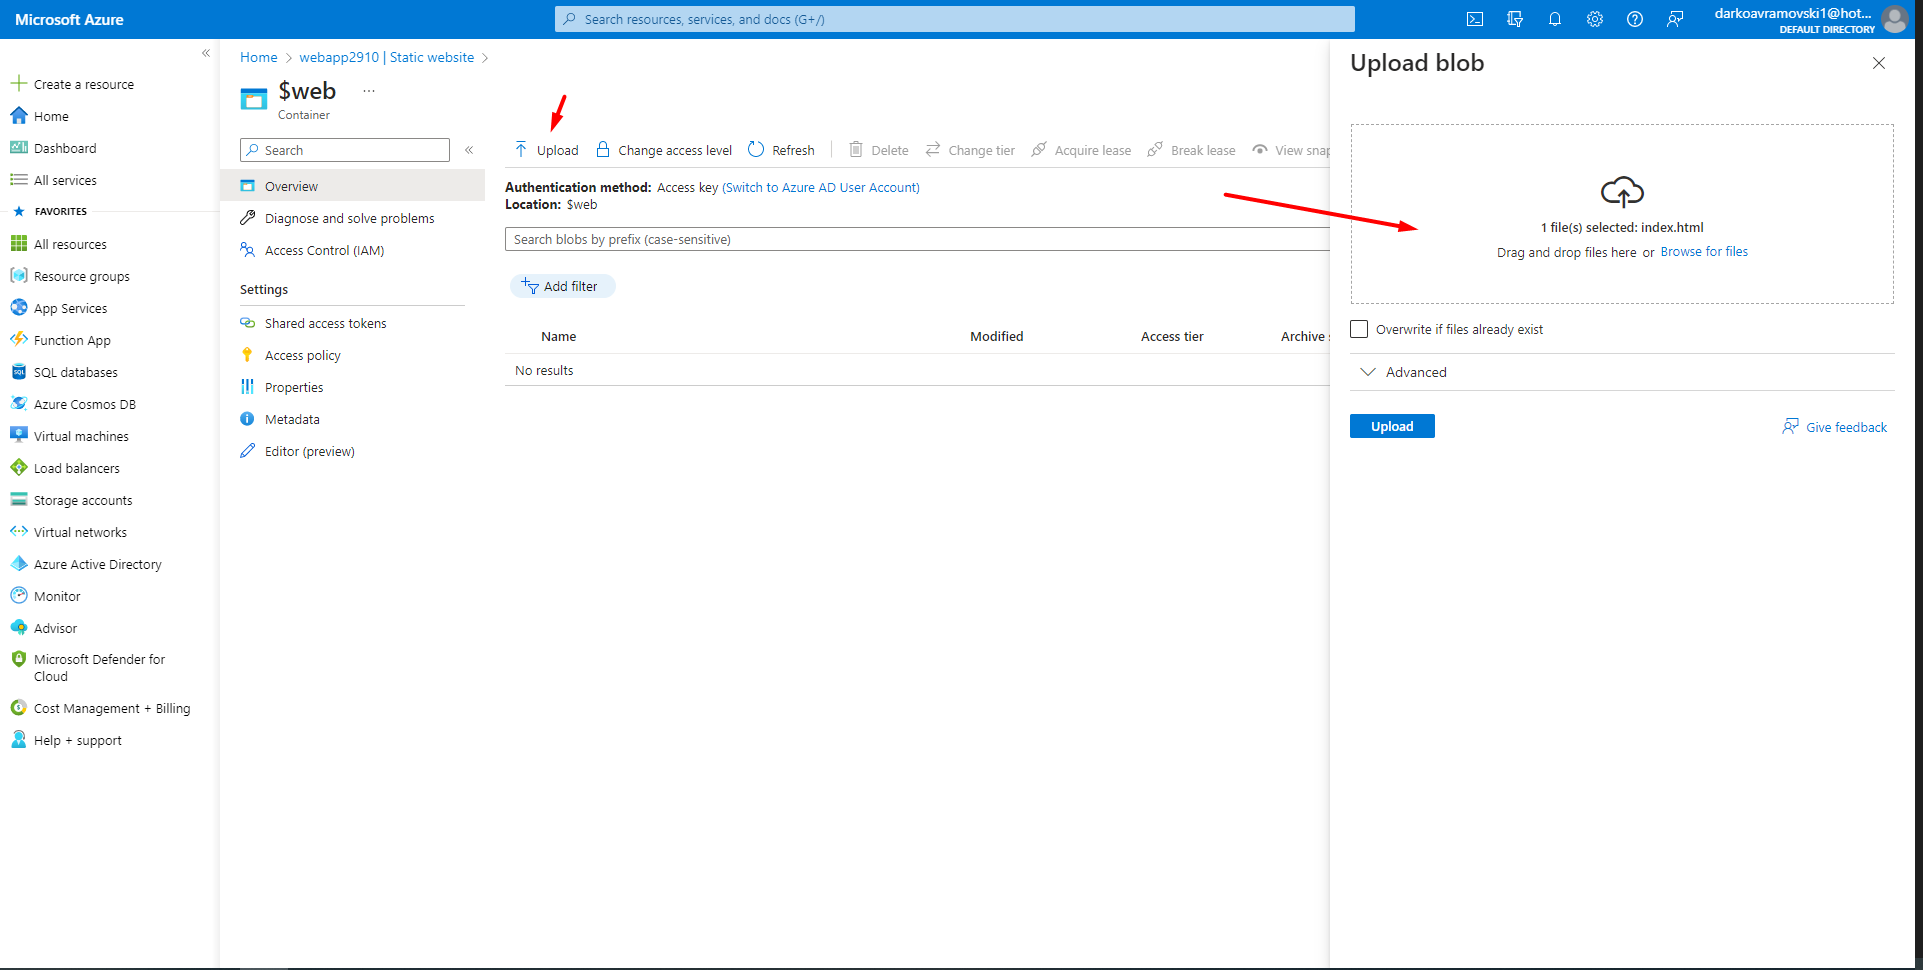 Microsoft Azure
Search resources, services, and docs (G+/)
darkoavramovski1@hot...
DEFAULT DIRECTORY
«
Create a resource
Home
Dashboard
All services
FAVORITES
All resources
Resource groups
App Services
Function App
SQL databases
Azure Cosmos DB
Virtual machines
Load balancers
Storage accounts
Virtual networks
Azure Active Directory
Monitor
Advisor
Microsoft Defender for
Cloud
Cost Management + Billing
Help + support
Home > webapp2910 | Static website >
$web ...
Container
Search «
Overview
Diagnose and solve problems
Access Control (IAM)
Settings
Shared access tokens
Access policy
Properties
Metadata
Editor (preview)
Upload Change access level Refresh Delete Change tier Acquire lease Break lease View snap
Authentication method: Access key (Switch to Azure AD User Account)
Location: $web
Search blobs by prefix (case-sensitive)
Add filter
Name Modified Access tier Archive s
No results
Upload blob
1 file(s) selected: index.html
Drag and drop files here or Browse for files
Overwrite if files already exist
Advanced
Upload
Give feedback